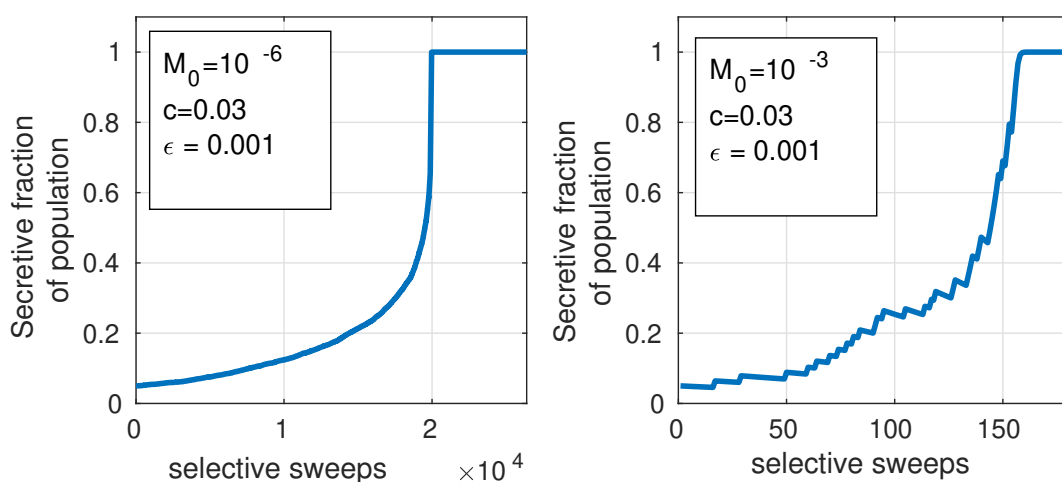 M_0=10 -6
c=0.03
ϵ = 0.001
1
0.8
0.6
0.4
0.2
0
0
1
2
×10 4
selective sweeps
Secretive fraction
of population
M_0=10 -3
c=0.03
ϵ = 0.001
1
0.8
0.6
0.4
0.2
0
0
50
100
150
selective sweeps
Secretive fraction
of population